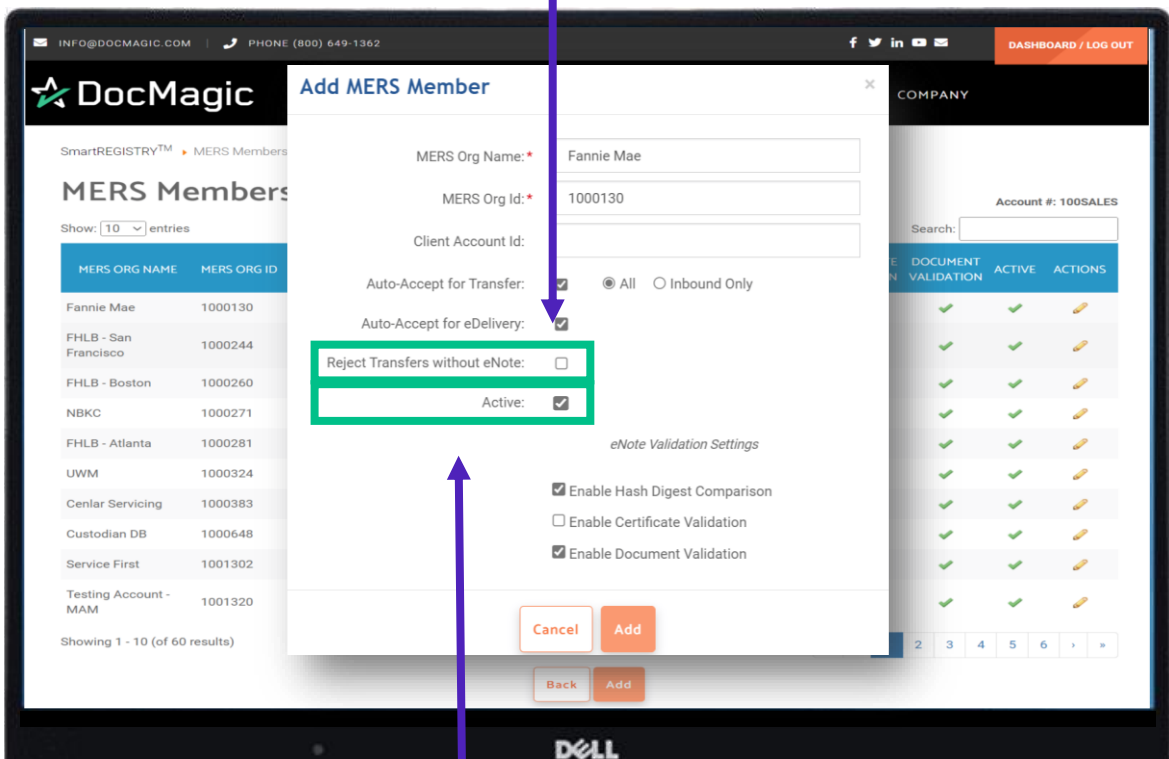 INFO@DOCMAGIC.COM | PHONE (800) 649-1362
DASHBOARD / LOG OUT
DocMagic
COMPANY
SmartREGISTRY™ MERS Members
MERS Members
Account #: 100SALES
Show: 10 entries
Search:
MERS ORG NAME MERS ORG ID DOCUMENT VALIDATION ACTIVE ACTIONS
Fannie Mae 1000130
FHLB - San
Francisco 1000244
FHLB - Boston 1000260
NBKC 1000271
FHLB - Atlanta 1000281
UWM 1000324
Cenlar Servicing 1000383
Custodian DB 1000648
Service First 1001302
Testing Account -
MAM 1001320
Showing 1 - 10 (of 60 results)
2 3 4 5 6 › »
Back Add
Add MERS Member ×
MERS Org Name:* Fannie Mae
MERS Org Id:* 1000130
Client Account Id:
Auto-Accept for Transfer: All Inbound Only
Auto-Accept for eDelivery:
Reject Transfers without eNote:
Active:
eNote Validation Settings
Enable Hash Digest Comparison
Enable Certificate Validation
Enable Document Validation
Cancel Add
DELL